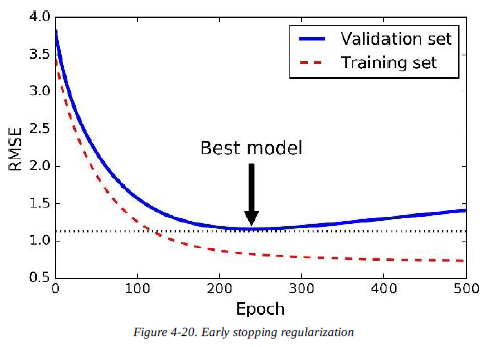 4.0
3.5
3.0
2.5
2.0
1.5
1.0
0.5
RMSE
Validation set
Training set
Best model
0 100 200 300 400 500
Epoch
Figure 4-20. Early stopping regularization